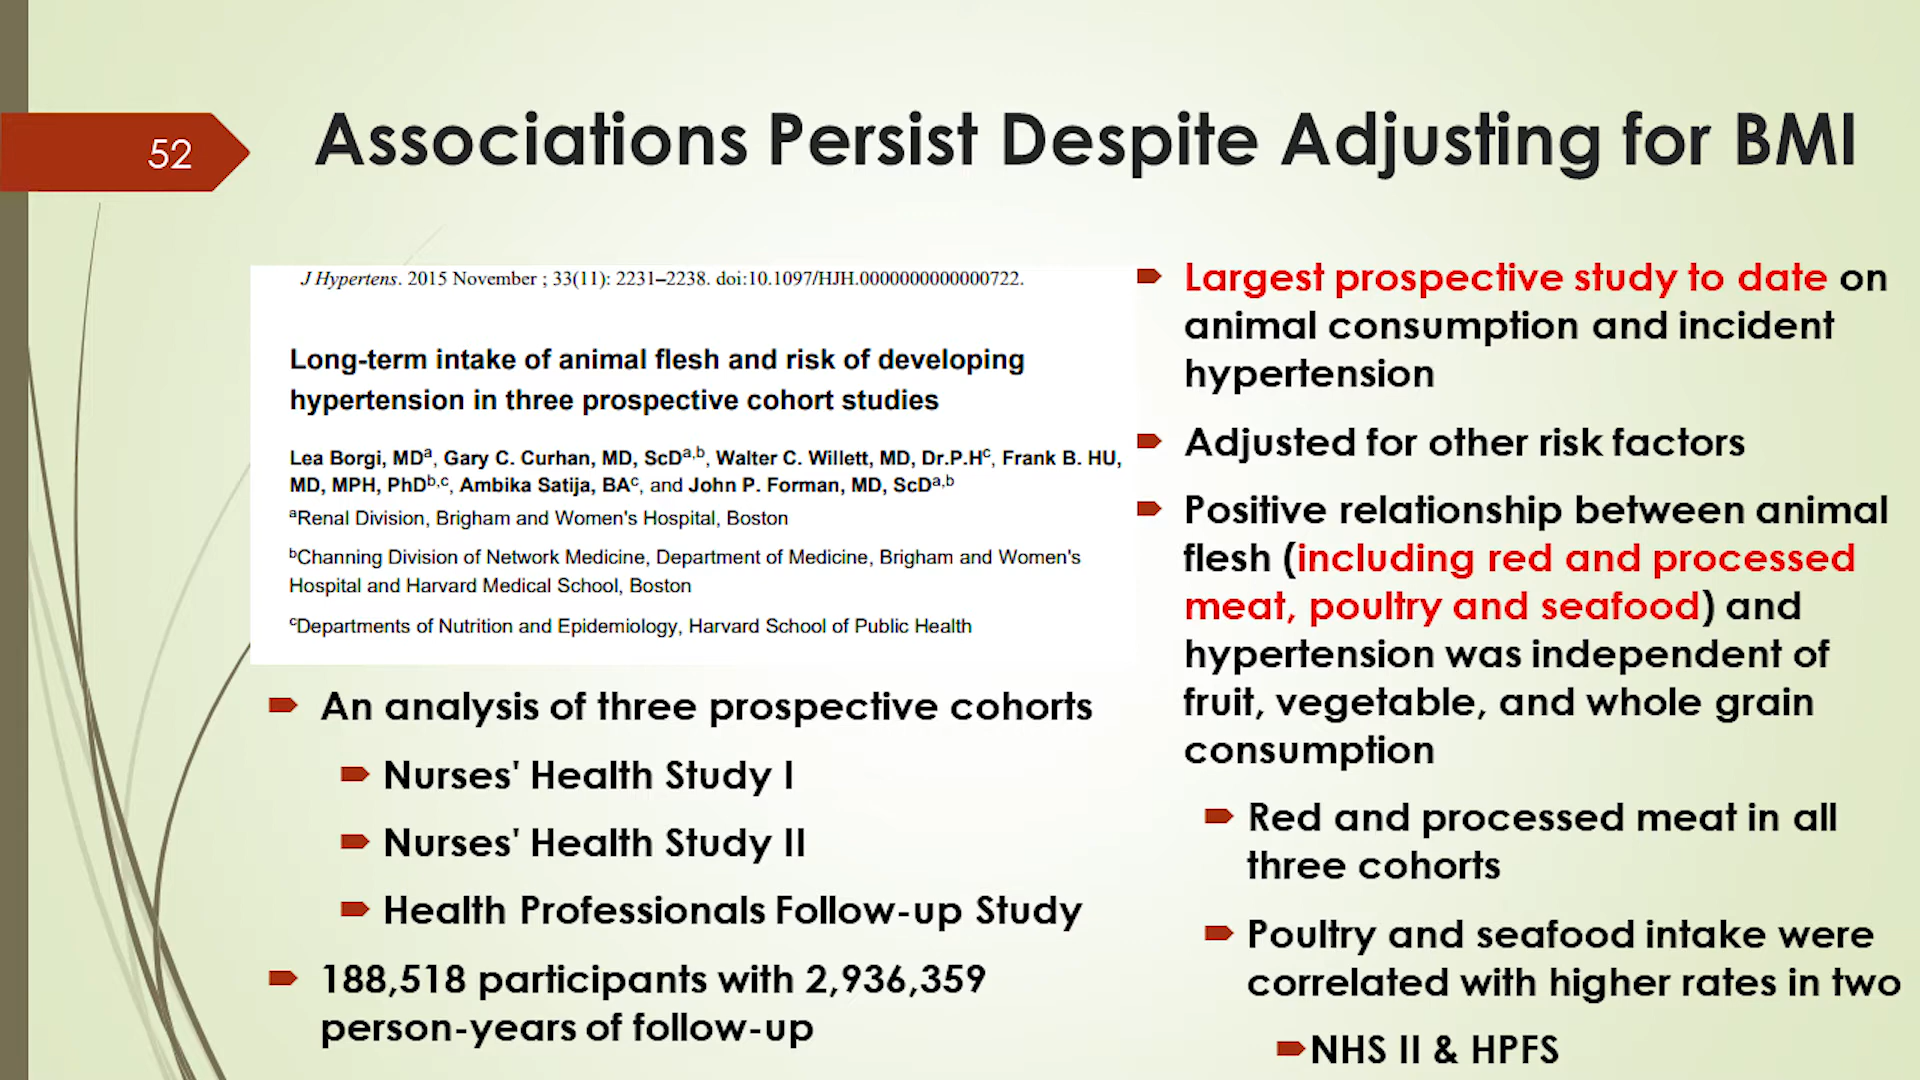 52
Associations Persist Despite Adjusting for BMI
J Hypertens. 2015 November ; 33(11): 2231–2238. doi:10.1097/HJH.0000000000000722.
Long-term intake of animal flesh and risk of developing
hypertension in three prospective cohort studies
Lea Borgi, MDa, Gary C. Curhan, MD, ScDa,b, Walter C. Willett, MD, Dr.P.Hc, Frank B. HU,
MD, MPH, PhDb,c, Ambika Satija, BAc, and John P. Forman, MD, ScDa,b
aRenal Division, Brigham and Women's Hospital, Boston
bChanning Division of Network Medicine, Department of Medicine, Brigham and Women's
Hospital and Harvard Medical School, Boston
cDepartments of Nutrition and Epidemiology, Harvard School of Public Health
An analysis of three prospective cohorts
Nurses' Health Study I
Nurses' Health Study II
Health Professionals Follow-up Study
188,518 participants with 2,936,359
person-years of follow-up
Largest prospective study to date on
animal consumption and incident
hypertension
Adjusted for other risk factors
Positive relationship between animal
flesh (including red and processed
meat, poultry and seafood) and
hypertension was independent of
fruit, vegetable, and whole grain
consumption
Red and processed meat in all
three cohorts
Poultry and seafood intake were
correlated with higher rates in two
NHS II & HPFS